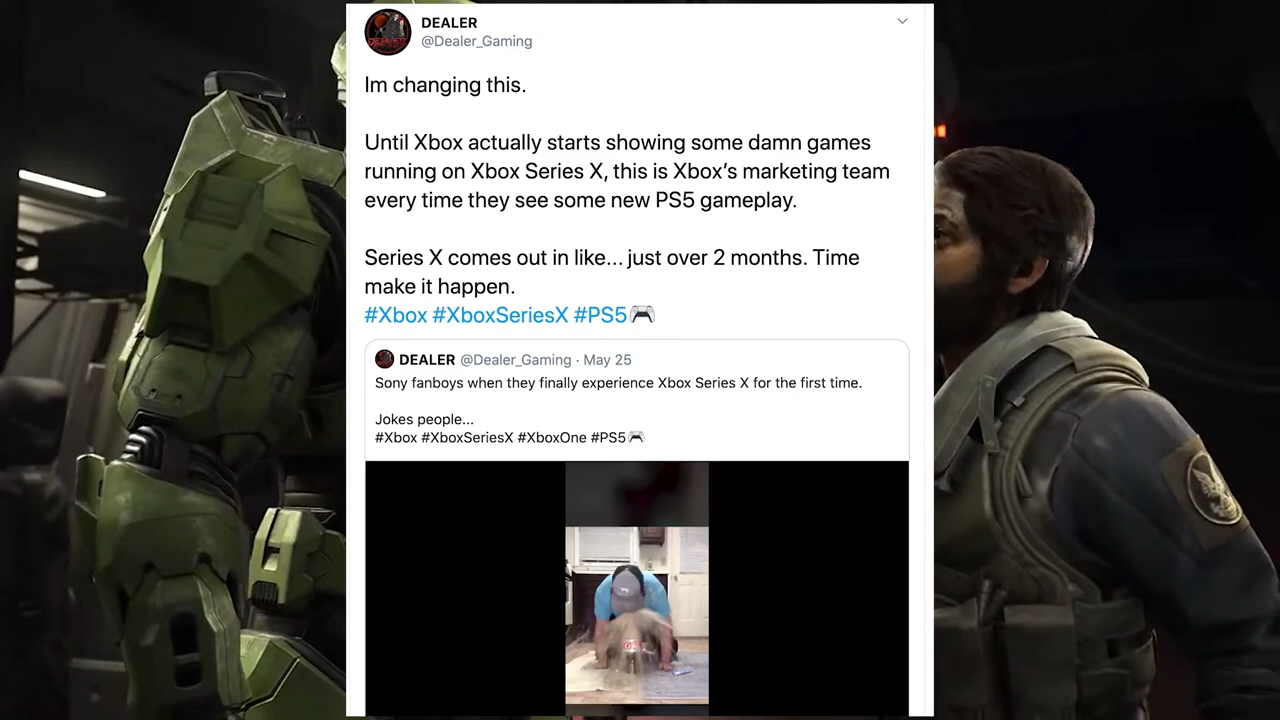 DEALER
@Dealer_Gaming
Im changing this.
Until Xbox actually starts showing some damn games
running on Xbox Series X, this is Xbox’s marketing team
every time they see some new PS5 gameplay.
Series X comes out in like... just over 2 months. Time
make it happen.
#Xbox #XboxSeriesX #PS5🎮
DEALER @Dealer_Gaming · May 25
Sony fanboys when they finally experience Xbox Series X for the first time.
Jokes people...
#Xbox #XboxSeriesX #XboxOne #PS5🎮